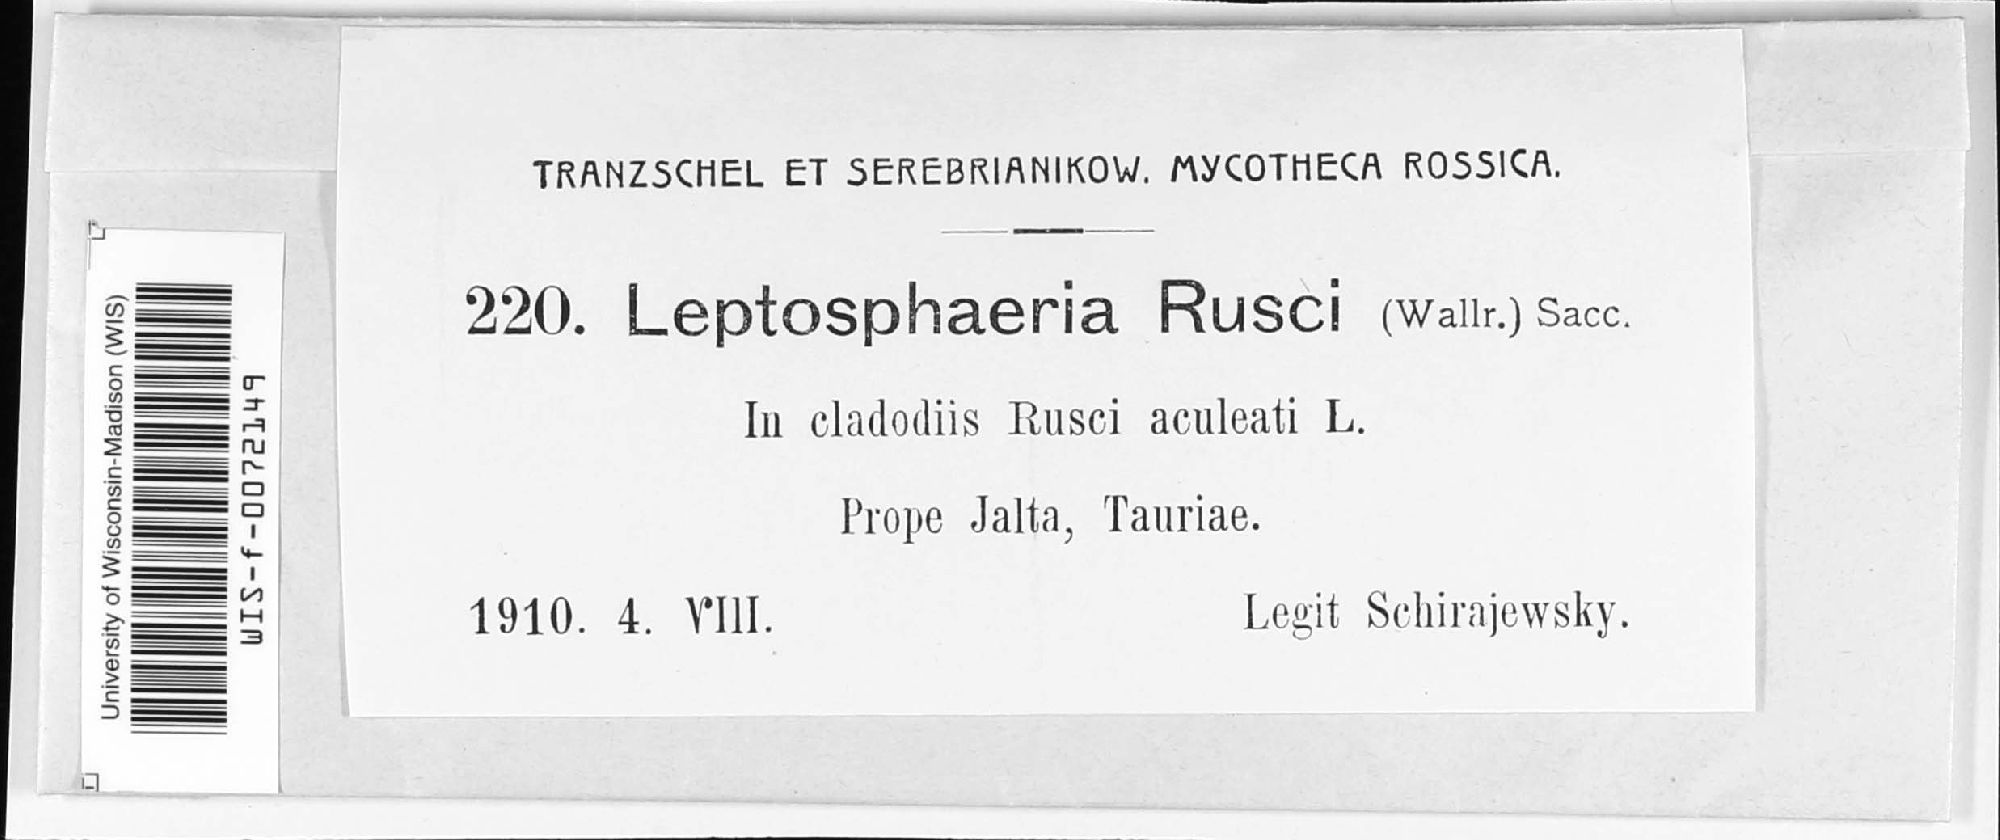 TRANZSCHEL ET SEREBRIANIKOW. MYCOTHECA ROSSICA.
220. Leptosphaeria Rusci (Wallr.) Sacc.
In cladodiis Rusci aculeati L.
Prope Jalta, Tauriae.
1910. 4. VIII. Legit Schirajewsky.
University of Wisconsin-Madison (WIS)
WIS-f-0072149